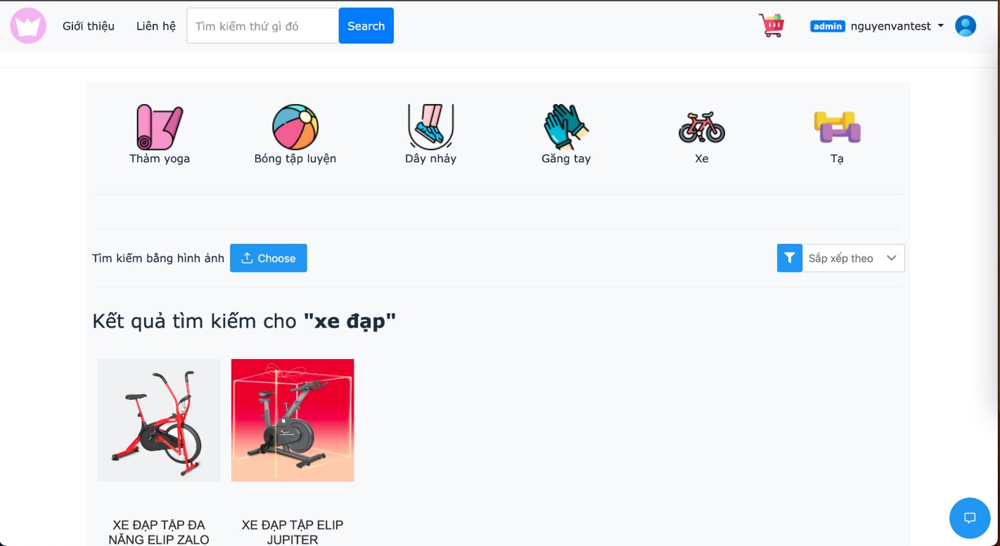 Giới thiệu
Liên hệ
Tìm kiếm thứ gì đó
Search
admin nguyenvantest
Thảm yoga
Bóng tập luyện
Dây nhảy
Găng tay
Xe
Tạ
Tìm kiếm bằng hình ảnh
Choose
Sắp xếp theo
Kết quả tìm kiếm cho "xe đạp"
XE ĐẠP TẬP ĐA
NĂNG ELIP ZALO
XE ĐẠP TẬP ELIP
JUPITER